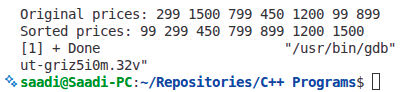 Original prices: 299 1500 799 450 1200 99 899
Sorted prices: 99 299 450 799 899 1200 1500
[1] + Done                       "/usr/bin/gdb"
ut-griz5i0m.32v"
saadi@Saadi-PC:~/Repositories/C++ Programs$